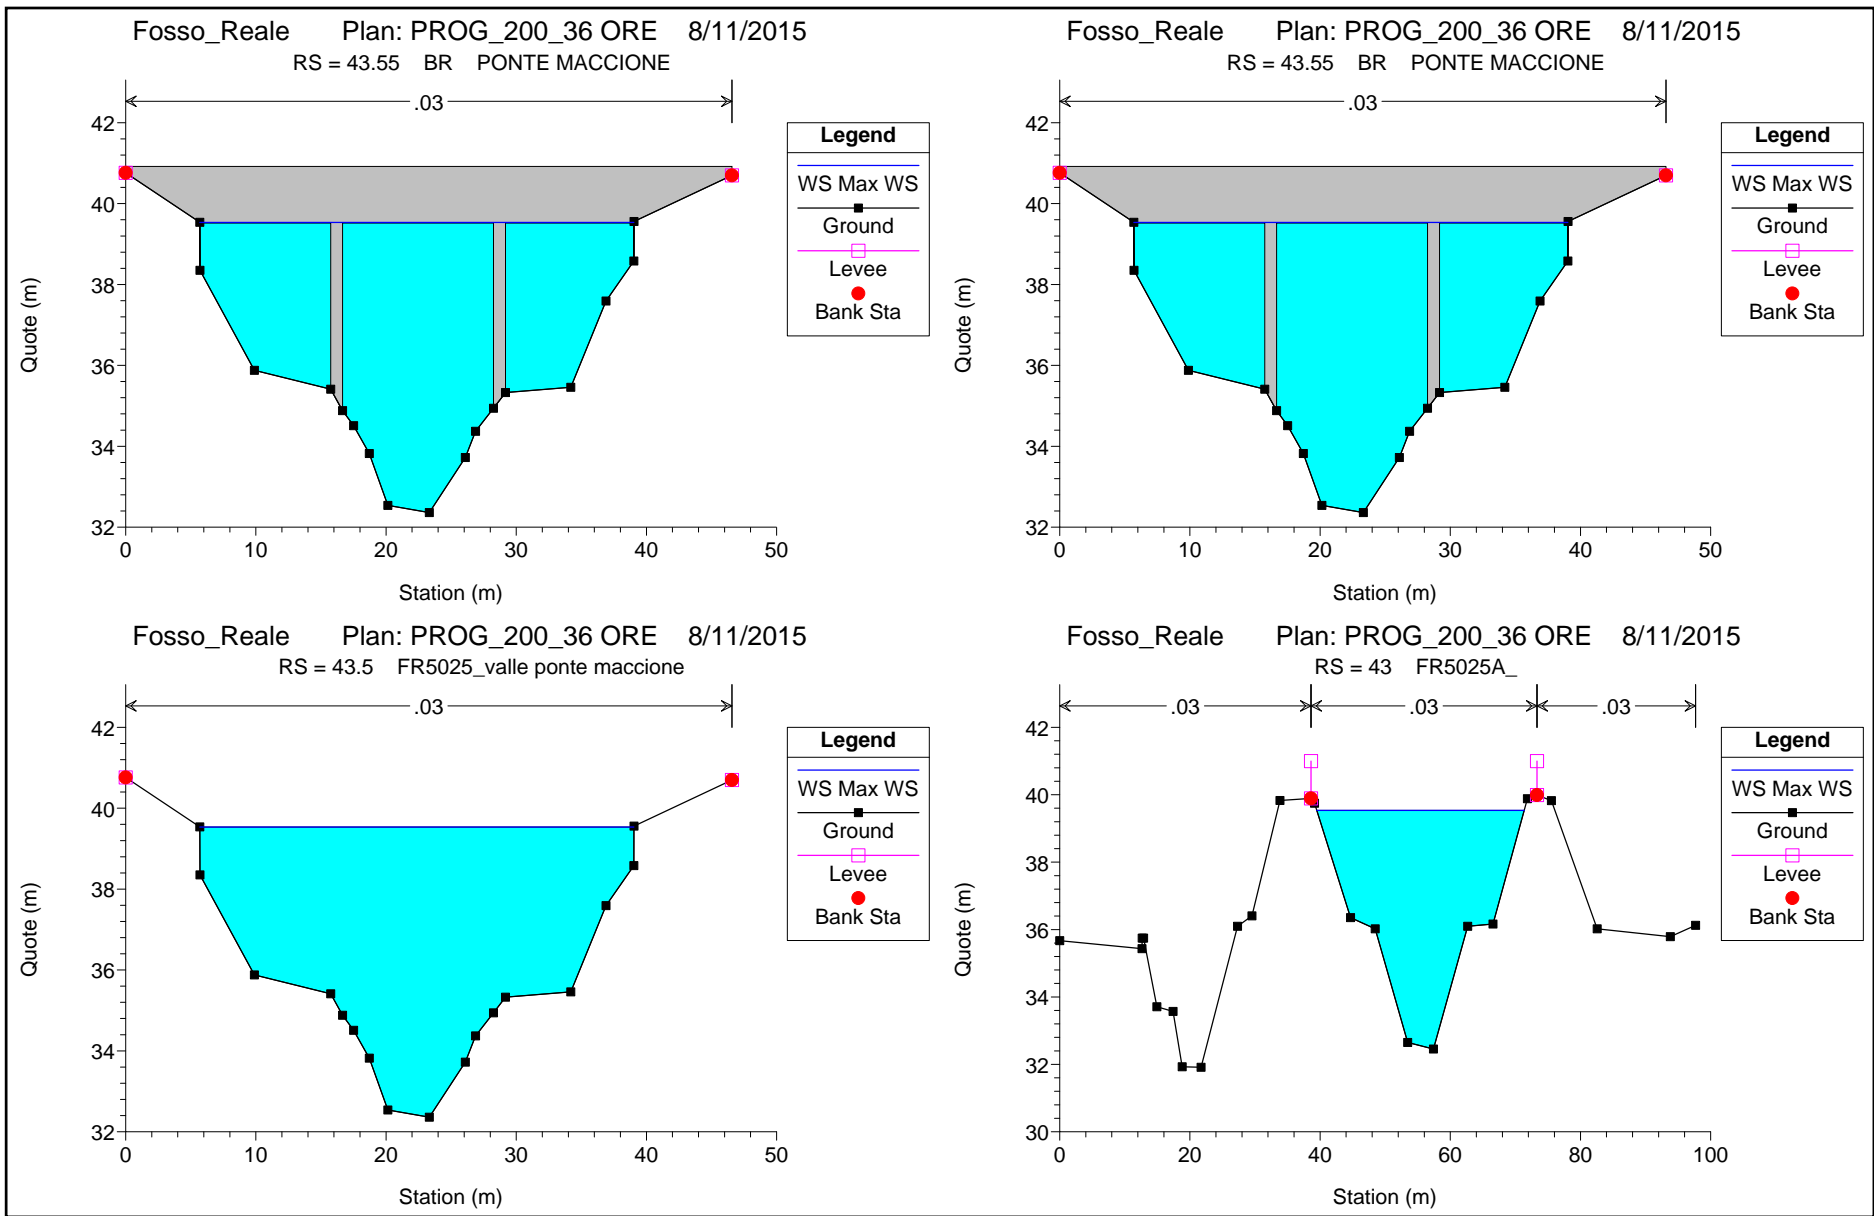 Fosso_Reale Plan: PROG_200_36 ORE 8/11/2015
RS = 43.55 BR PONTE MACCIONE
.03
42
40
38
36
34
32
0 10 20 30 40 50
Quote (m)
Station (m)
Legend
WS Max WS
Ground
Levee
Bank Sta
Fosso_Reale Plan: PROG_200_36 ORE 8/11/2015
RS = 43.55 BR PONTE MACCIONE
.03
42
40
38
36
34
32
0 10 20 30 40 50
Quote (m)
Station (m)
Legend
WS Max WS
Ground
Levee
Bank Sta
Fosso_Reale Plan: PROG_200_36 ORE 8/11/2015
RS = 43.5 FR5025_valle ponte maccione
.03
42
40
38
36
34
32
0 10 20 30 40 50
Quote (m)
Station (m)
Legend
WS Max WS
Ground
Levee
Bank Sta
Fosso_Reale Plan: PROG_200_36 ORE 8/11/2015
RS = 43 FR5025A_
.03 .03 .03
42
40
38
36
34
32
30
0 20 40 60 80 100
Quote (m)
Station (m)
Legend
WS Max WS
Ground
Levee
Bank Sta